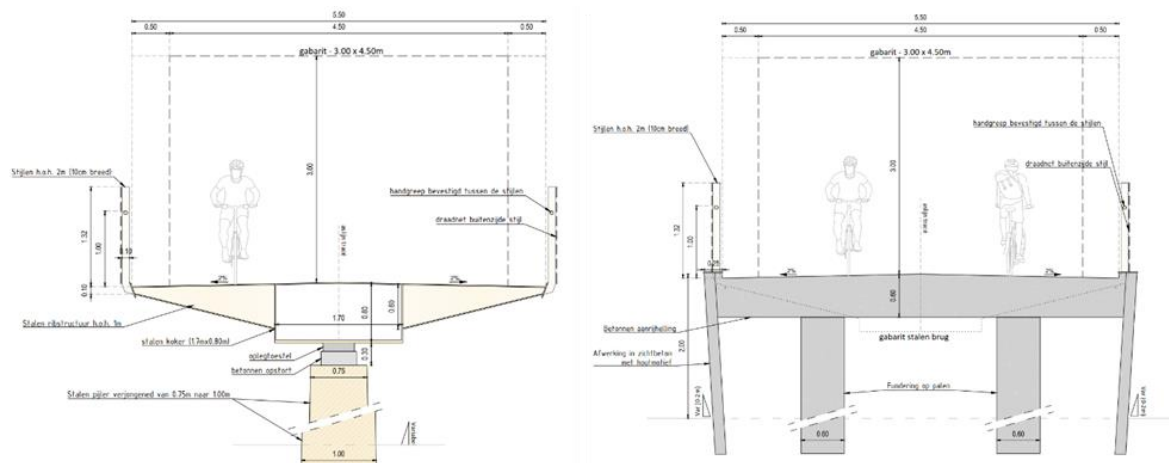 5.50
0.50
4.50
0.50
gabarit - 3.00 x 4.50m
Stijlen h.o.h. 2m (10cm breed)
3.00
handgreep bevestigd tussen de stijlen
draadnet buitenzijde stijl
1.32
1.00
0.10
0.10
2%
2%
Stalen ribstructuur h.o.h. 1m
stalen koker (1.7mx0.80m)
1.70
0.80
0.60
0.30
oplegtoestel
betonnen opstort
0.75
Stalen pijler verjongend van 0.75m naar 1.00m
1.00
5.50
0.50
4.50
0.50
gabarit - 3.00 x 4.50m
Stijlen h.o.h. 2m (10cm breed)
3.00
handgreep bevestigd tussen de stijlen
draadnet buitenzijde stijl
1.32
1.00
2%
2%
0.60
Betonnen aanrijhelling
gabarit stalen brug
2.00
Afwerking in zichtbeton
met houtmotief
Fundering op palen
0.60
0.60